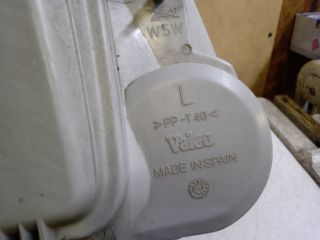 W5W
L
>PP-T40<
Valeo
MADE IN SPAIN